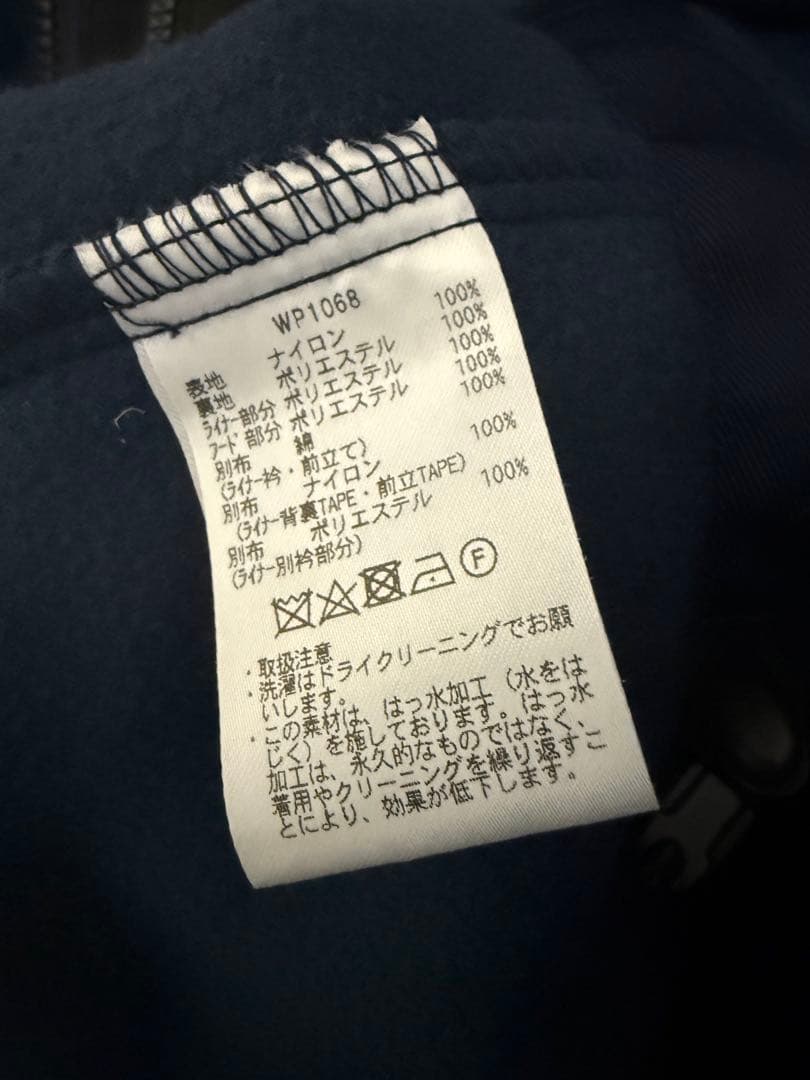 WP1068
表地 ナイロン 100%
裏地 ポリエステル 100%
ﾗｲﾅｰ部分 ポリエステル 100%
ﾌｰﾄﾞ部分 ポリエステル 100%
別布 綿 100%
(ﾗｲﾅｰ衿・前立て)
別布 ナイロン 100%
(ﾗｲﾅｰ背裏TAPE・前立TAPE)
別布 ポリエステル 100%
(ﾗｲﾅｰ別衿部分)
F
・取扱注意
・洗濯はドライクリーニングでお願
いします。
・この素材は、はっ水加工（水をは
じく）を施しております。はっ水
加工は、永久的なものではなく、
着用やクリーニングを繰り返すこ
とにより、効果が低下します。